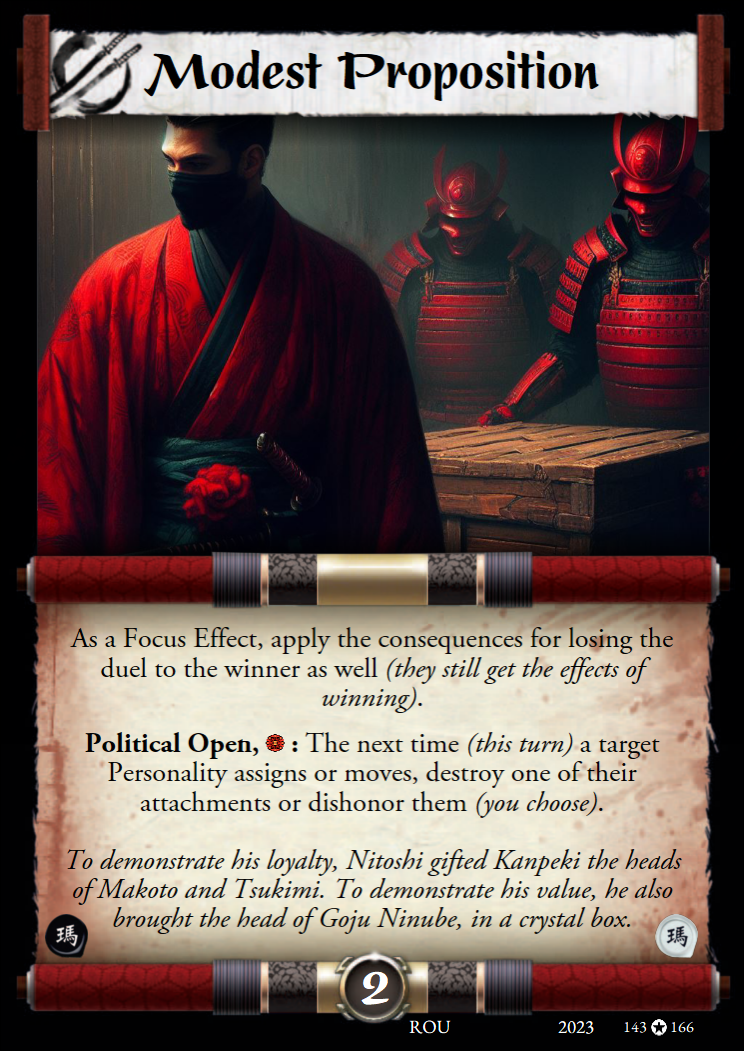 Modest Proposition
As a Focus Effect, apply the consequences for losing the
duel to the winner as well (they still get the effects of
winning).
Political Open, : The next time (this turn) a target
Personality assigns or moves, destroy one of their
attachments or dishonor them (you choose).
To demonstrate his loyalty, Nitoshi gifted Kanpeki the heads
of Makoto and Tsukimi. To demonstrate his value, he also
brought the head of Goju Ninube, in a crystal box.
瑪
瑪
2
ROU 2023 143 166